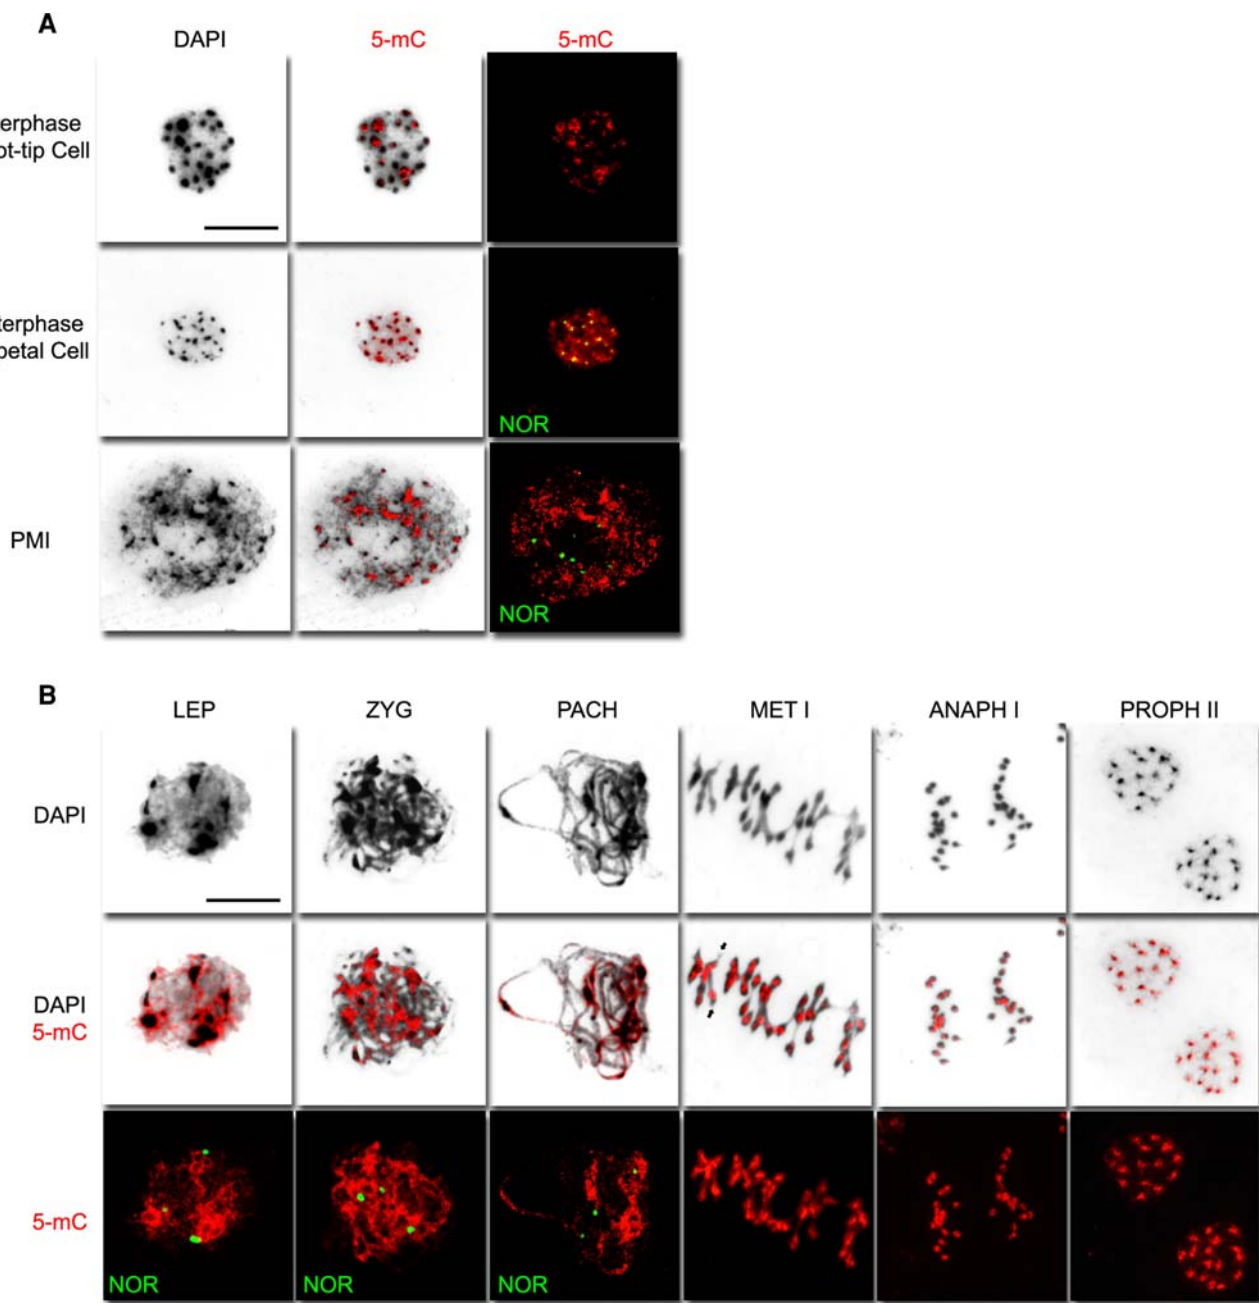 A
DAPI
5-mC
5-mC
erphase
ot-tip Cell
terphase
petal Cell
NOR
PMI
NOR
B
LEP
ZYG
PACH
MET I
ANAPH I
PROPH II
DAPI
DAPI
5-mC
5-mC
NOR
NOR
NOR